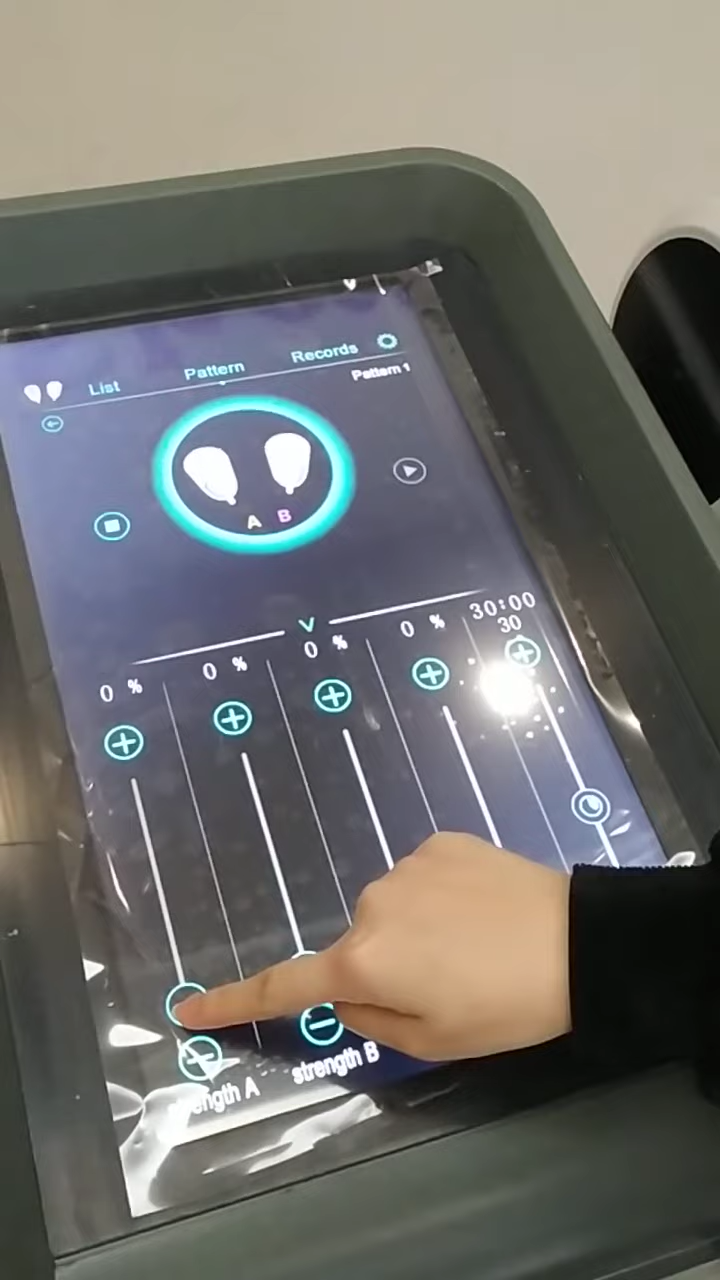 List Pattern Records
Pattern 1
A B
30:00
0 % 0 % 0 % 0 % 30
strength A strength B